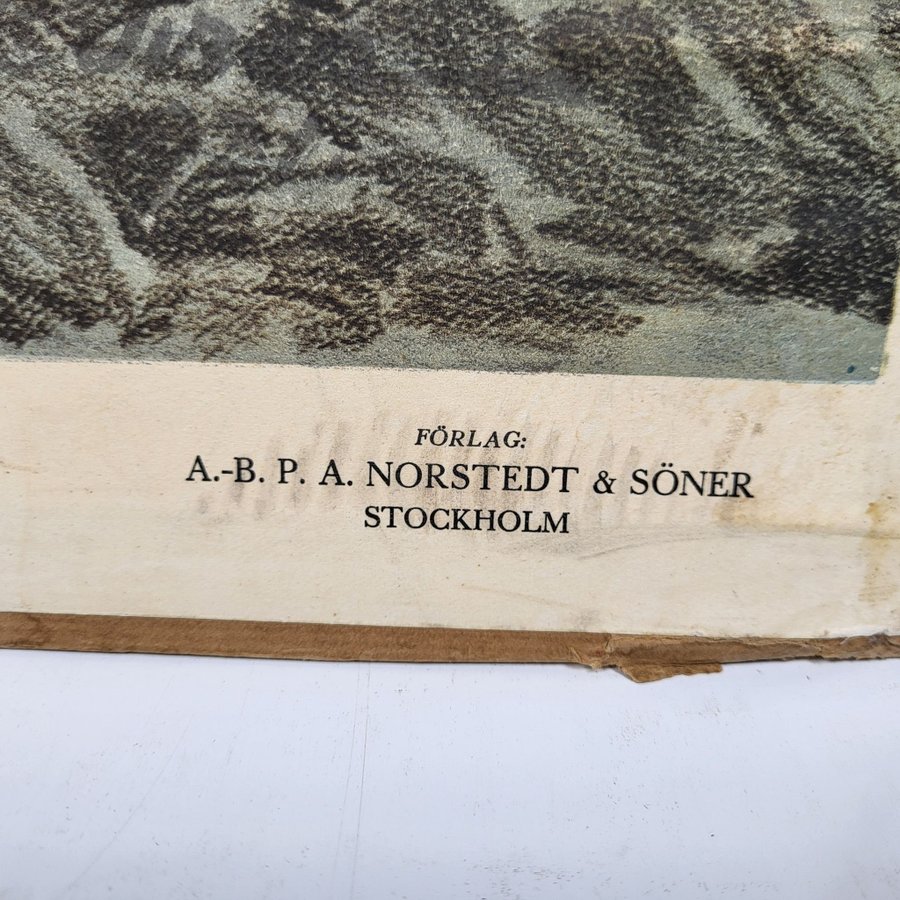 FÖRLAG:
A.-B. P. A. NORSTEDT & SÖNER
STOCKHOLM